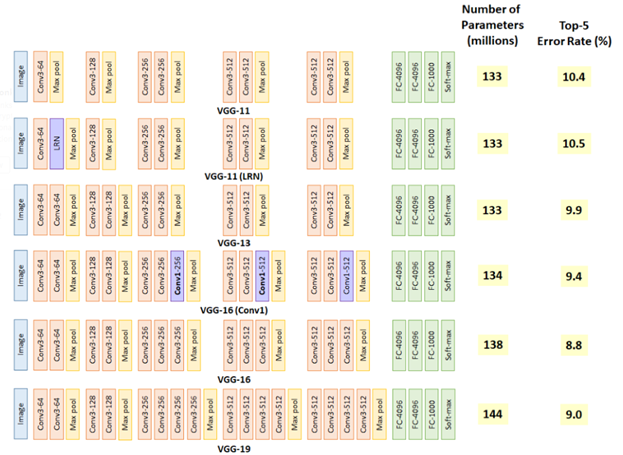 Number of
Parameters
(millions)
Top-5
Error Rate (%)
Image Conv3-64 Max pool Conv3-128 Max pool Conv3-256 Conv3-256 Max pool Conv3-512 Conv3-512 Max pool Conv3-512 Conv3-512 Max pool FC-4096 FC-4096 FC-1000 Soft-max 133 10.4
VGG-11
Image Conv3-64 LRN Max pool Conv3-128 Max pool Conv3-256 Conv3-256 Max pool Conv3-512 Conv3-512 Max pool Conv3-512 Conv3-512 Max pool FC-4096 FC-4096 FC-1000 Soft-max 133 10.5
VGG-11 (LRN)
Image Conv3-64 Conv3-64 Max pool Conv3-128 Conv3-128 Max pool Conv3-256 Conv3-256 Max pool Conv3-512 Conv3-512 Max pool Conv3-512 Conv3-512 Max pool FC-4096 FC-4096 FC-1000 Soft-max 133 9.9
VGG-13
Image Conv3-64 Conv3-64 Max pool Conv3-128 Conv3-128 Max pool Conv3-256 Conv3-256 Conv1-256 Max pool Conv3-512 Conv3-512 Conv1-512 Max pool Conv3-512 Conv3-512 Conv1-512 Max pool FC-4096 FC-4096 FC-1000 Soft-max 134 9.4
VGG-16 (Conv1)
Image Conv3-64 Conv3-64 Max pool Conv3-128 Conv3-128 Max pool Conv3-256 Conv3-256 Conv3-256 Max pool Conv3-512 Conv3-512 Conv3-512 Max pool Conv3-512 Conv3-512 Conv3-512 Max pool FC-4096 FC-4096 FC-1000 Soft-max 138 8.8
VGG-16
Image Conv3-64 Conv3-64 Max pool Conv3-128 Conv3-128 Max pool Conv3-256 Conv3-256 Conv3-256 Conv3-256 Max pool Conv3-512 Conv3-512 Conv3-512 Conv3-512 Max pool Conv3-512 Conv3-512 Conv3-512 Conv3-512 Max pool FC-4096 FC-4096 FC-1000 Soft-max 144 9.0
VGG-19